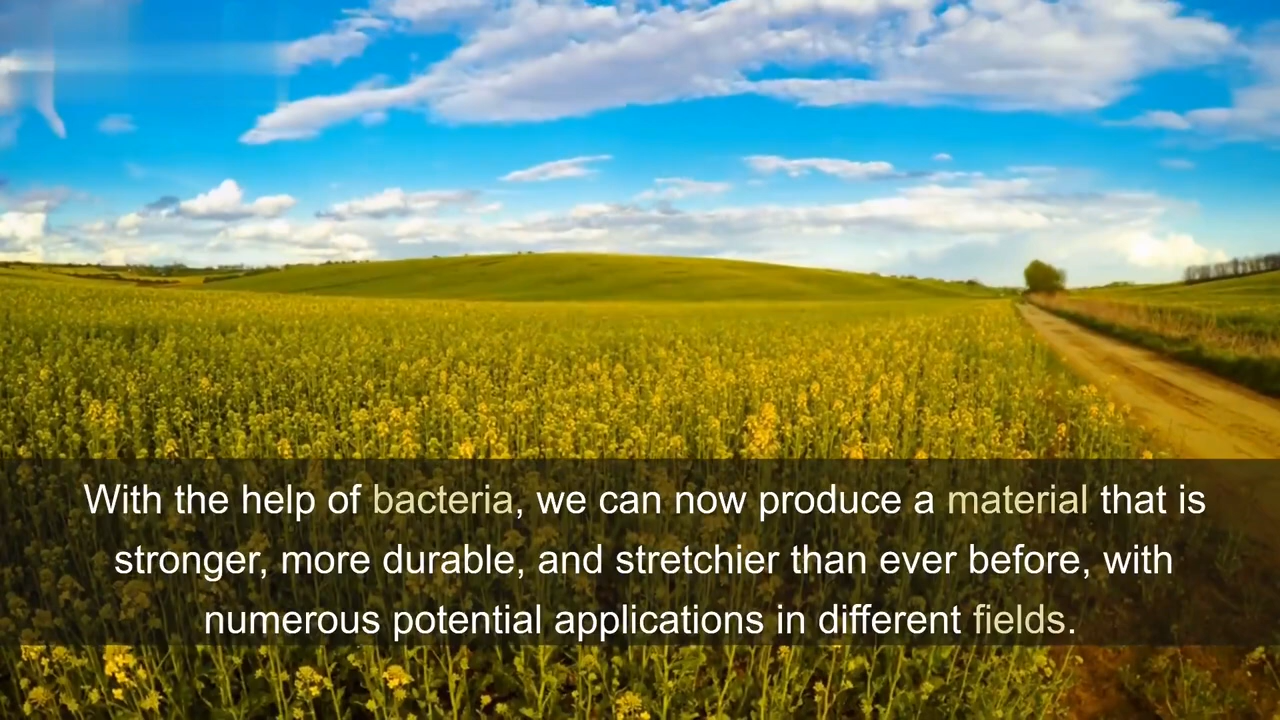 With the help of bacteria, we can now produce a material that is
stronger, more durable, and stretchier than ever before, with
numerous potential applications in different fields.